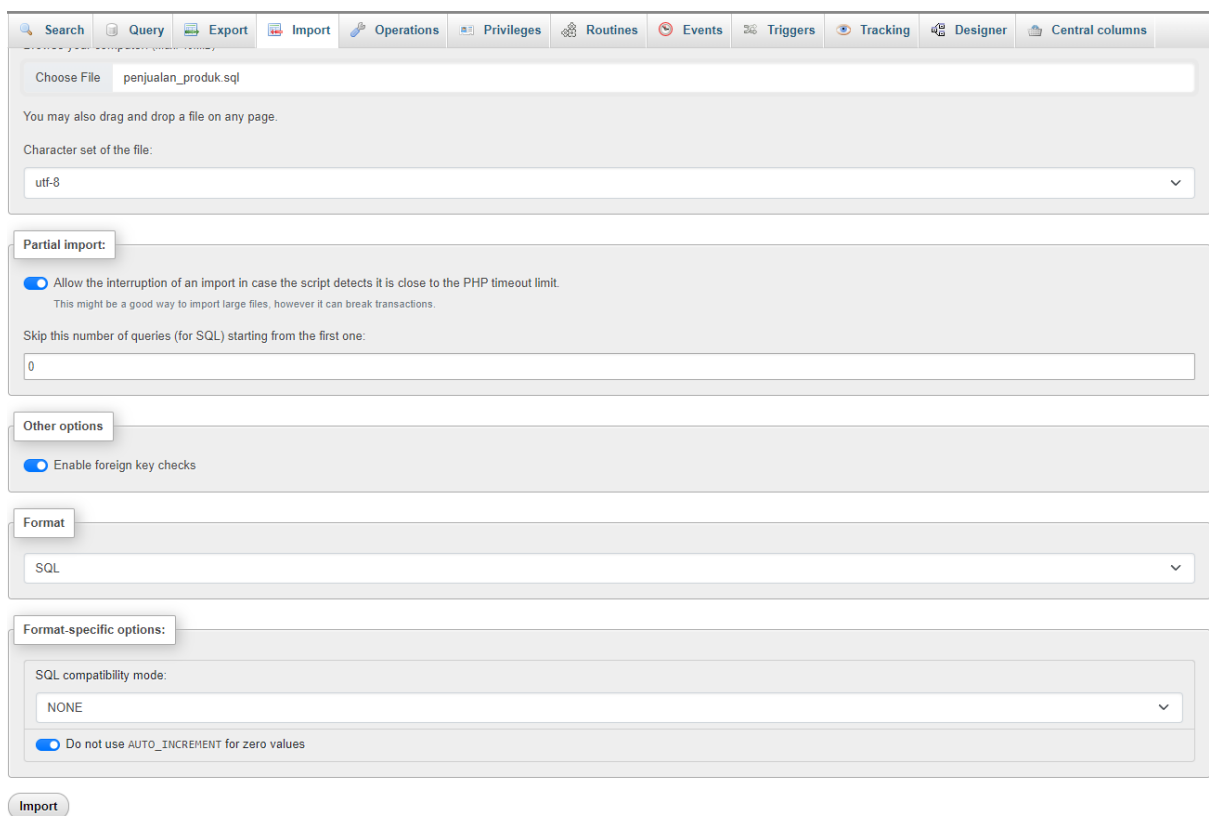 Search Query Export Import Operations Privileges Routines Events Triggers Tracking Designer Central columns
Choose File penjualan_produk.sql
You may also drag and drop a file on any page.
Character set of the file:
utf-8
Partial import:
Allow the interruption of an import in case the script detects it is close to the PHP timeout limit.
This might be a good way to import large files, however it can break transactions.
Skip this number of queries (for SQL) starting from the first one:
0
Other options
Enable foreign key checks
Format
SQL
Format-specific options:
SQL compatibility mode:
NONE
Do not use AUTO_INCREMENT for zero values
Import